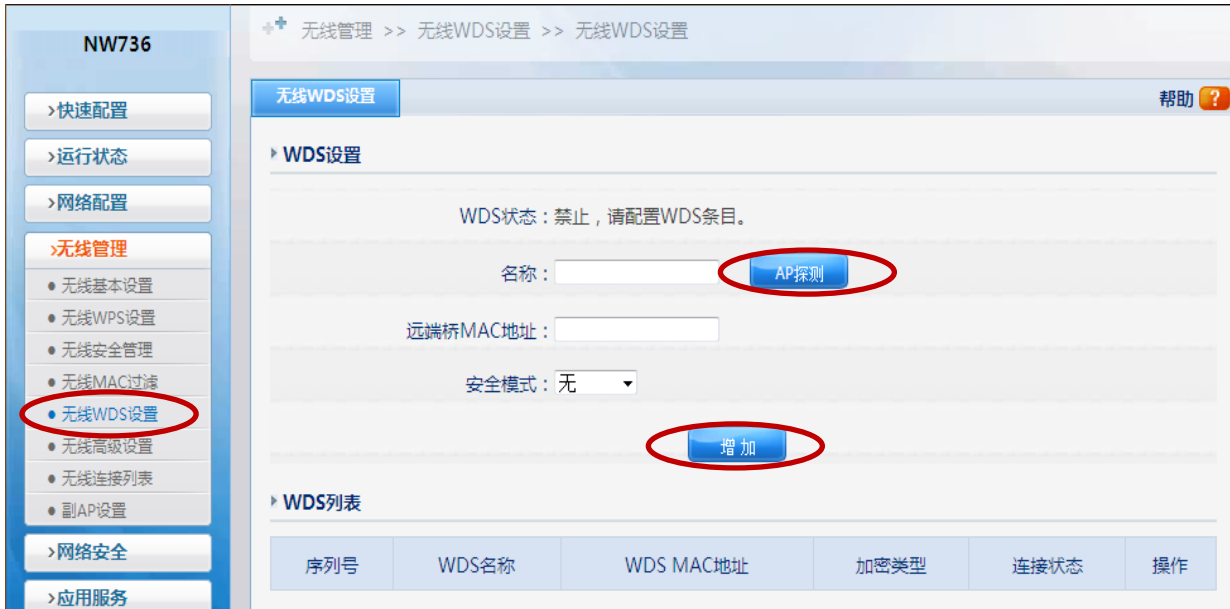 NW736
无线管理 >> 无线WDS设置 >> 无线WDS设置
›快速配置
›运行状态
›网络配置
›无线管理
● 无线基本设置
● 无线WPS设置
● 无线安全管理
● 无线MAC过滤
● 无线WDS设置
● 无线高级设置
● 无线连接列表
● 副AP设置
›网络安全
›应用服务
无线WDS设置
帮助 ?
WDS设置
WDS状态：禁止，请配置WDS条目。
名称： AP探测
远端桥MAC地址：
安全模式：无
增 加
WDS列表
序列号 WDS名称 WDS MAC地址 加密类型 连接状态 操作